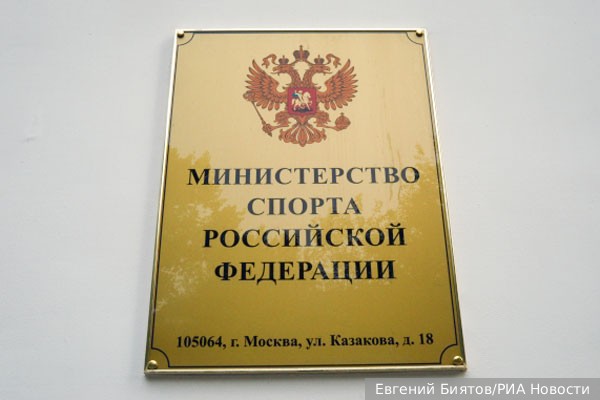 МИНИСТЕРСТВО
СПОРТА
РОССИЙСКОЙ
ФЕДЕРАЦИИ
105064, г. Москва, ул. Казакова, д. 18
Евгений Биятов/РИА Новости